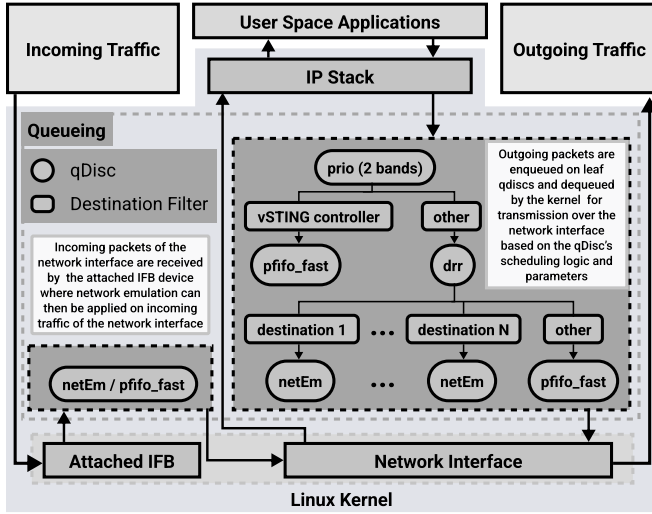 Incoming Traffic
User Space Applications
Outgoing Traffic
IP Stack
Queueing
qDisc
Destination Filter
Incoming packets of the
network interface are received
by the attached IFB device
where network emulation can
then be applied on incoming
traffic of the network interface
netEm / pfifo_fast
prio (2 bands)
vSTING controller
other
pfifo_fast
drr
destination 1
...
destination N
other
netEm
...
netEm
pfifo_fast
Outgoing packets are
enqueued on leaf
qdiscs and dequeued
by the kernel for
transmission over the
network interface
based on the qDisc's
scheduling logic and
parameters
Attached IFB
Network Interface
Linux Kernel